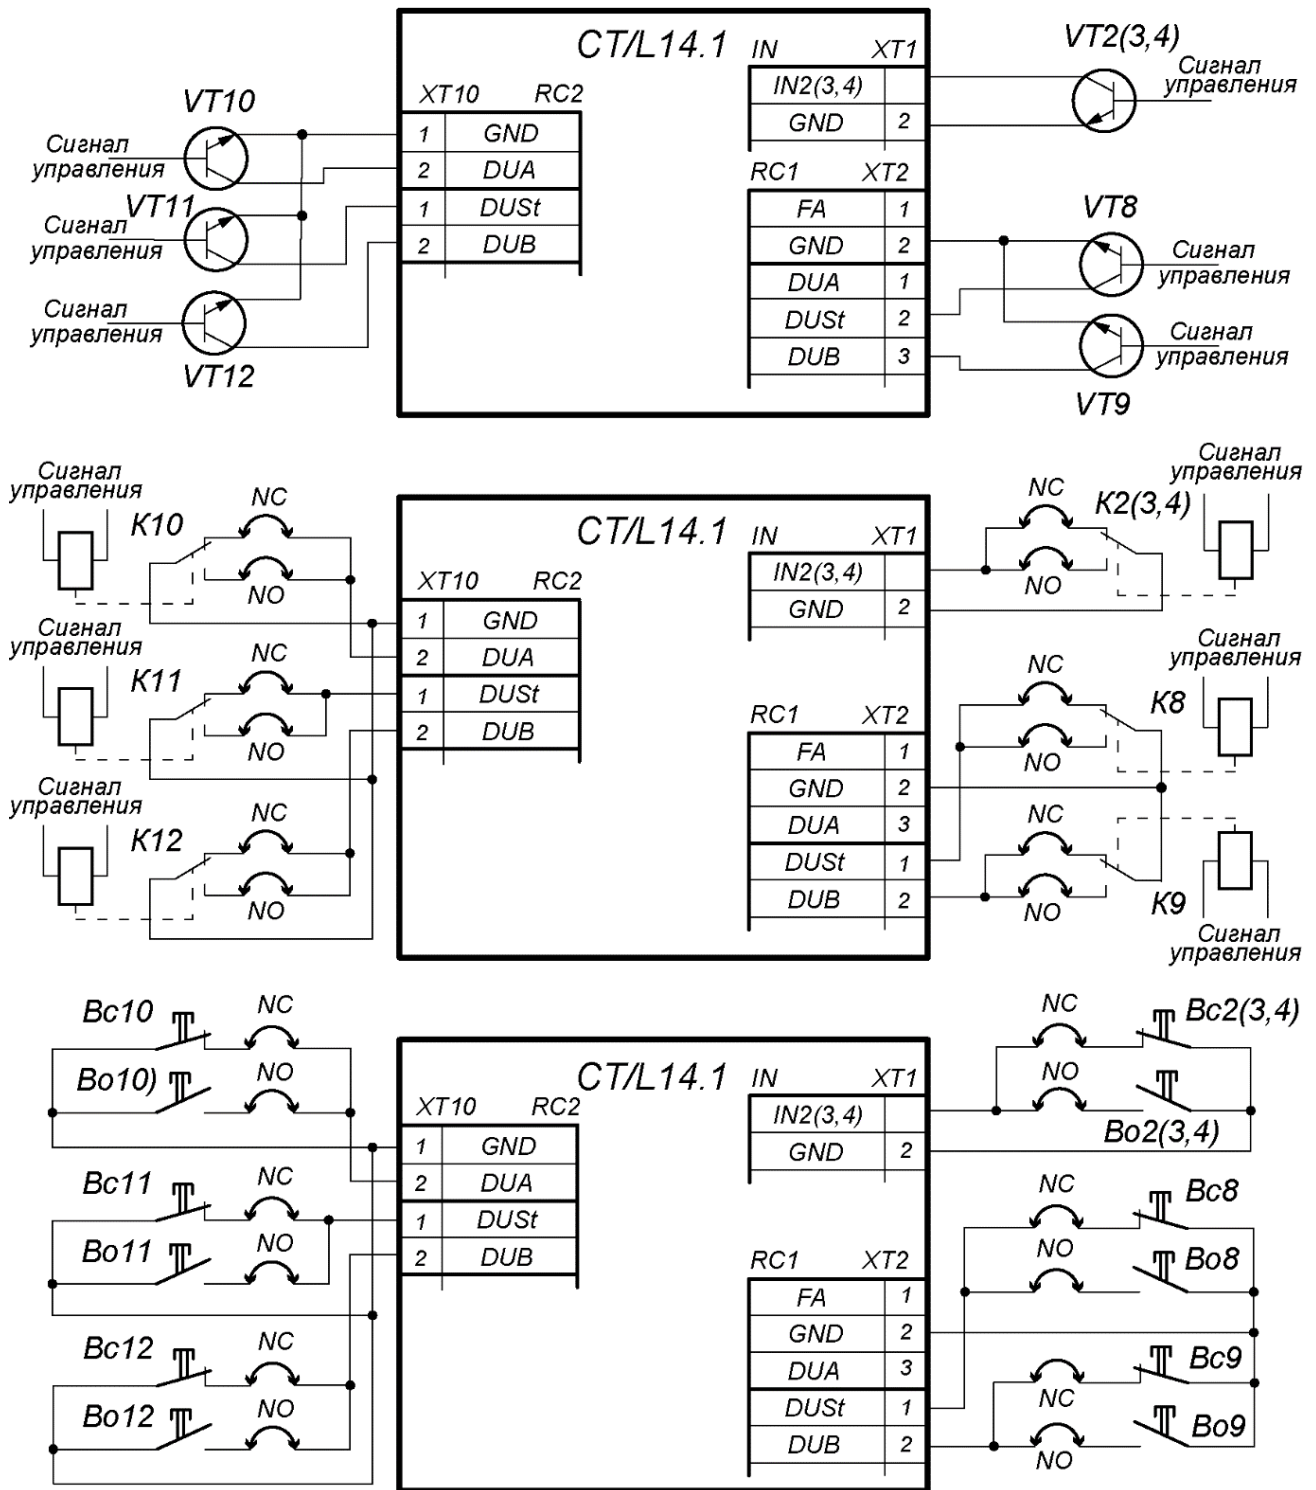 CT/L14.1
IN XT1
IN2(3,4)
GND 2
VT2(3,4)
Сигнал
управления
XT10 RC2
1 GND
2 DUA
1 DUSt
2 DUB
VT10
Сигнал
управления
VT11
Сигнал
управления
Сигнал
управления
VT12
RC1 XT2
FA 1
GND 2
DUA 1
DUSt 2
DUB 3
VT8
Сигнал
управления
Сигнал
управления
VT9
Сигнал
управления
K10
NC
NO
Сигнал
управления
K11
NC
NO
Сигнал
управления
K12
NC
NO
CT/L14.1
XT10 RC2
1 GND
2 DUA
1 DUSt
2 DUB
IN XT1
IN2(3,4)
GND 2
RC1 XT2
FA 1
GND 2
DUA 3
DUSt 1
DUB 2
NC
NO
K2(3,4)
Сигнал
управления
NC
NO
K8
Сигнал
управления
NC
NO
K9
Сигнал
управления
Bc10
NC
Bo10)
NO
Bc11
NC
Bo11
NO
Bc12
NC
Bo12
NO
CT/L14.1
XT10 RC2
1 GND
2 DUA
1 DUSt
2 DUB
IN XT1
IN2(3,4)
GND 2
RC1 XT2
FA 1
GND 2
DUA 3
DUSt 1
DUB 2
NC
Bc2(3,4)
NO
Bo2(3,4)
NC
Bc8
NO
Bo8
Bc9
NC
Bo9
NO